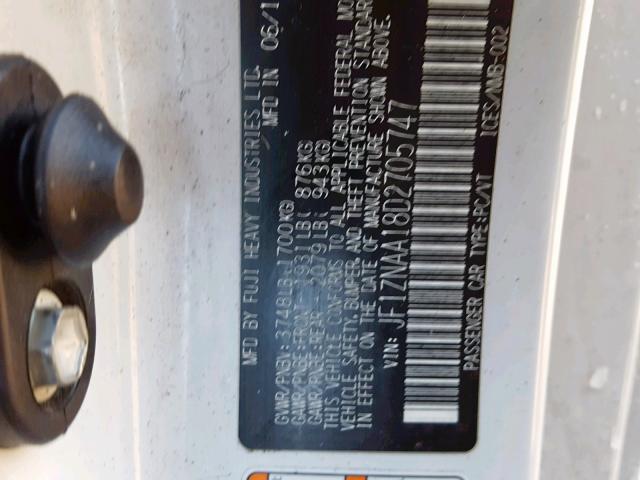 MFD BY FUJI HEAVY INDUSTRIES LTD. MFD IN 06/1
GVWR/PNBV: 3748LB( 1700KG)
GAWR/PNBE-FRONT: 1931LB( 876KG)
GAWR/PNBE-REAR: 2079LB( 943KG)
THIS VEHICLE CONFORMS TO ALL APPLICABLE FEDERAL MO
VEHICLE SAFETY, BUMPER, AND THEFT PREVENTION STANDAR
IN EFFECT ON THE DATE OF MANUFACTURE SHOWN ABOVE.
VIN: JF1ZNAA18D2705747
PASSENGER CAR TYPE:PC/VT ICES/NMB-002